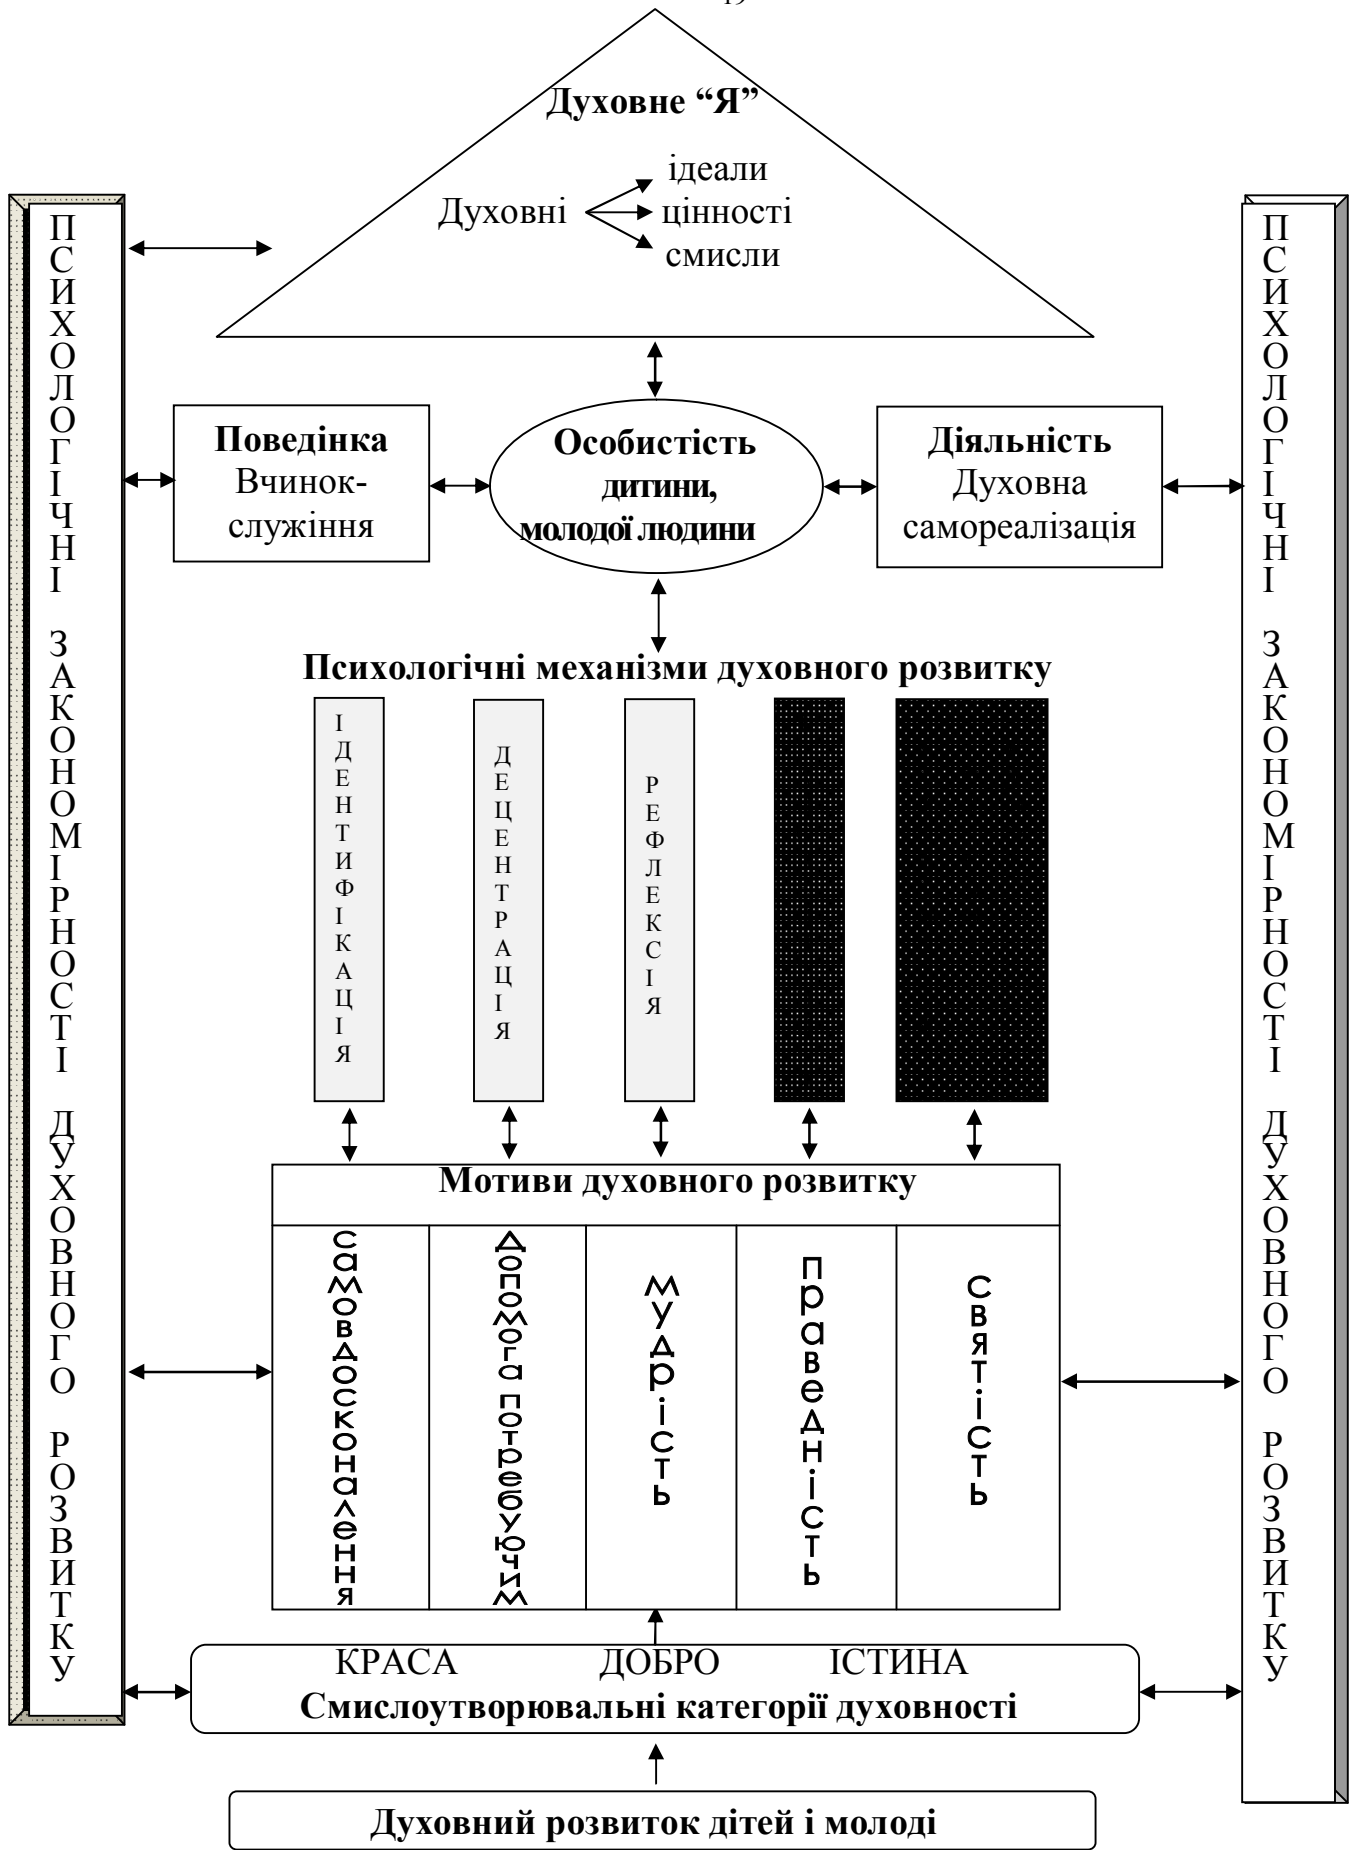 Духовне “Я”
Духовні
ідеали
цінності
смисли
ПСИХОЛОГІЧНІ ЗАКОНОМІРНОСТІ ДУХОВНОГО РОЗВИТКУ
ПСИХОЛОГІЧНІ ЗАКОНОМІРНОСТІ ДУХОВНОГО РОЗВИТКУ
Поведінка
Вчинок-
служіння
Особистість
дитини,
молодої людини
Діяльність
Духовна
самореалізація
Психологічні механізми духовного розвитку
ІДЕНТИФІКАЦІЯ
ДЕЦЕНТРАЦІЯ
РЕФЛЕКСІЯ
Мотиви духовного розвитку
Самовдосконалення
Допомога потребуючим
Мудрість
Праведність
Святість
КРАСА ДОБРО ІСТИНА
Смислоутворювальні категорії духовності
Духовний розвиток дітей і молоді